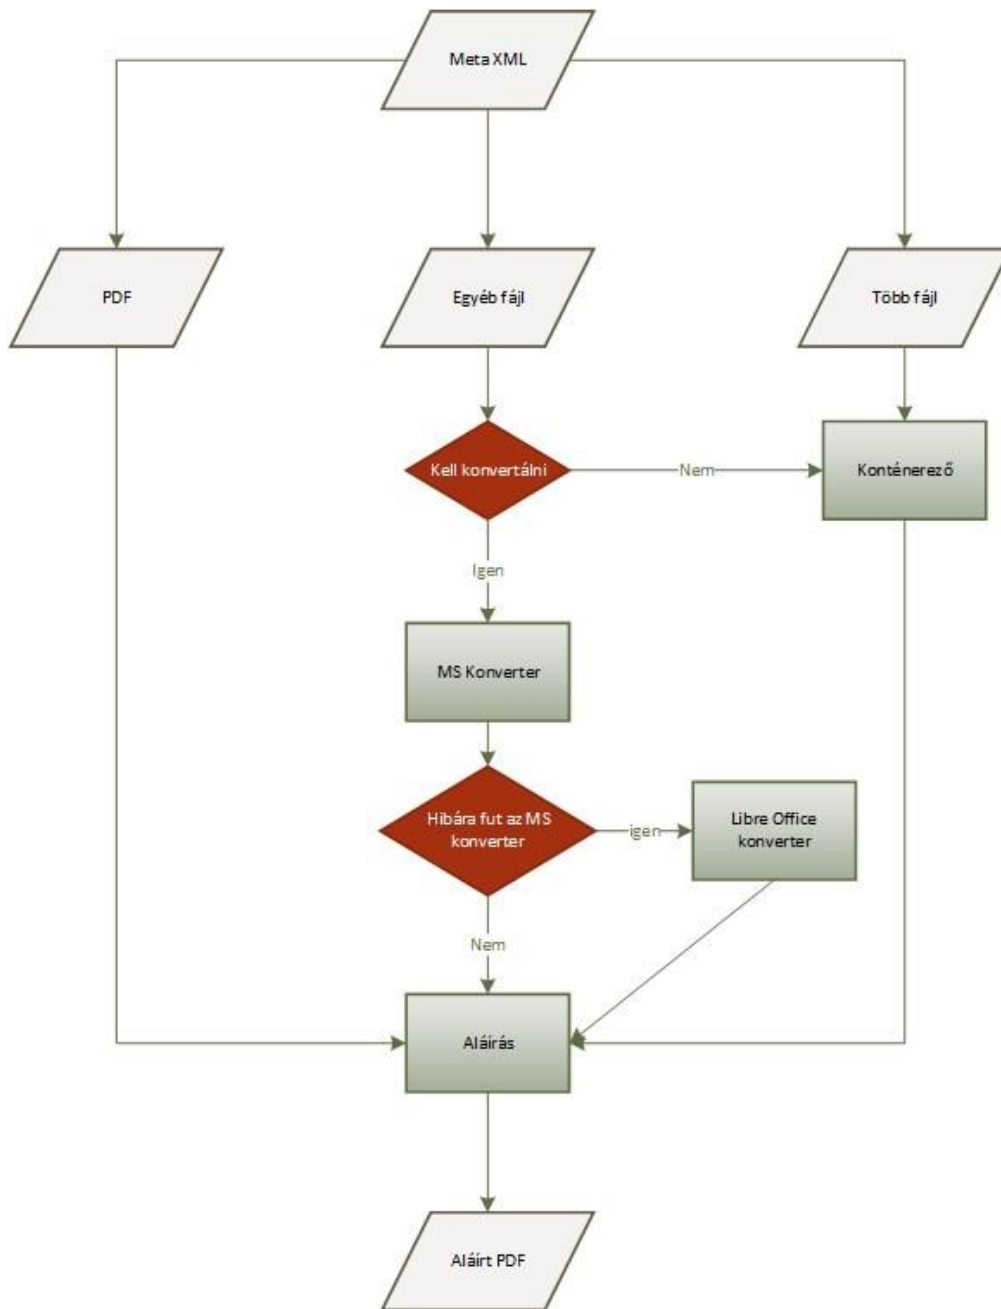 Meta XML
PDF
Egyéb fájl
Több fájl
Kell konvertálni
Nem
Konténerező
Igen
MS Konverter
Hibára fut az MS
konverter
igen
Libre Office
konverter
Nem
Aláírás
Aláírt PDF